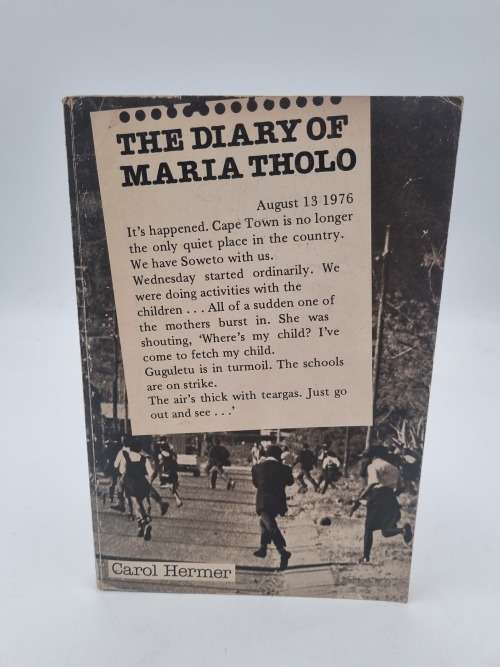 THE DIARY OF
MARIA THOLO
August 13 1976
It's happened. Cape Town is no longer
the only quiet place in the country.
We have Soweto with us.
Wednesday started ordinarily. We
were doing activities with the
children . . . All of a sudden one of
the mothers burst in. She was
shouting, 'Where's my child? I've
come to fetch my child.
Guguletu is in turmoil. The schools
are on strike.
The air's thick with teargas. Just go
out and see . . .'
Carol Hermer